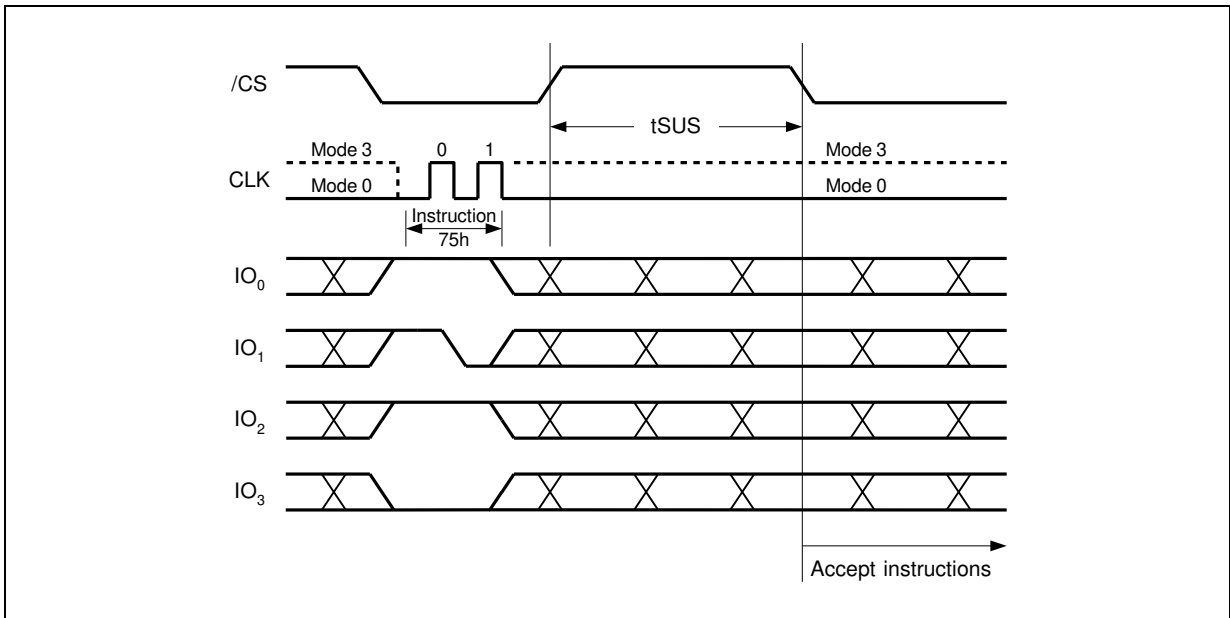 /CS
tSUS
Mode 3 0 1 Mode 3
CLK
Mode 0 Mode 0
Instruction
75h
IO0
IO1
IO2
IO3
Accept instructions